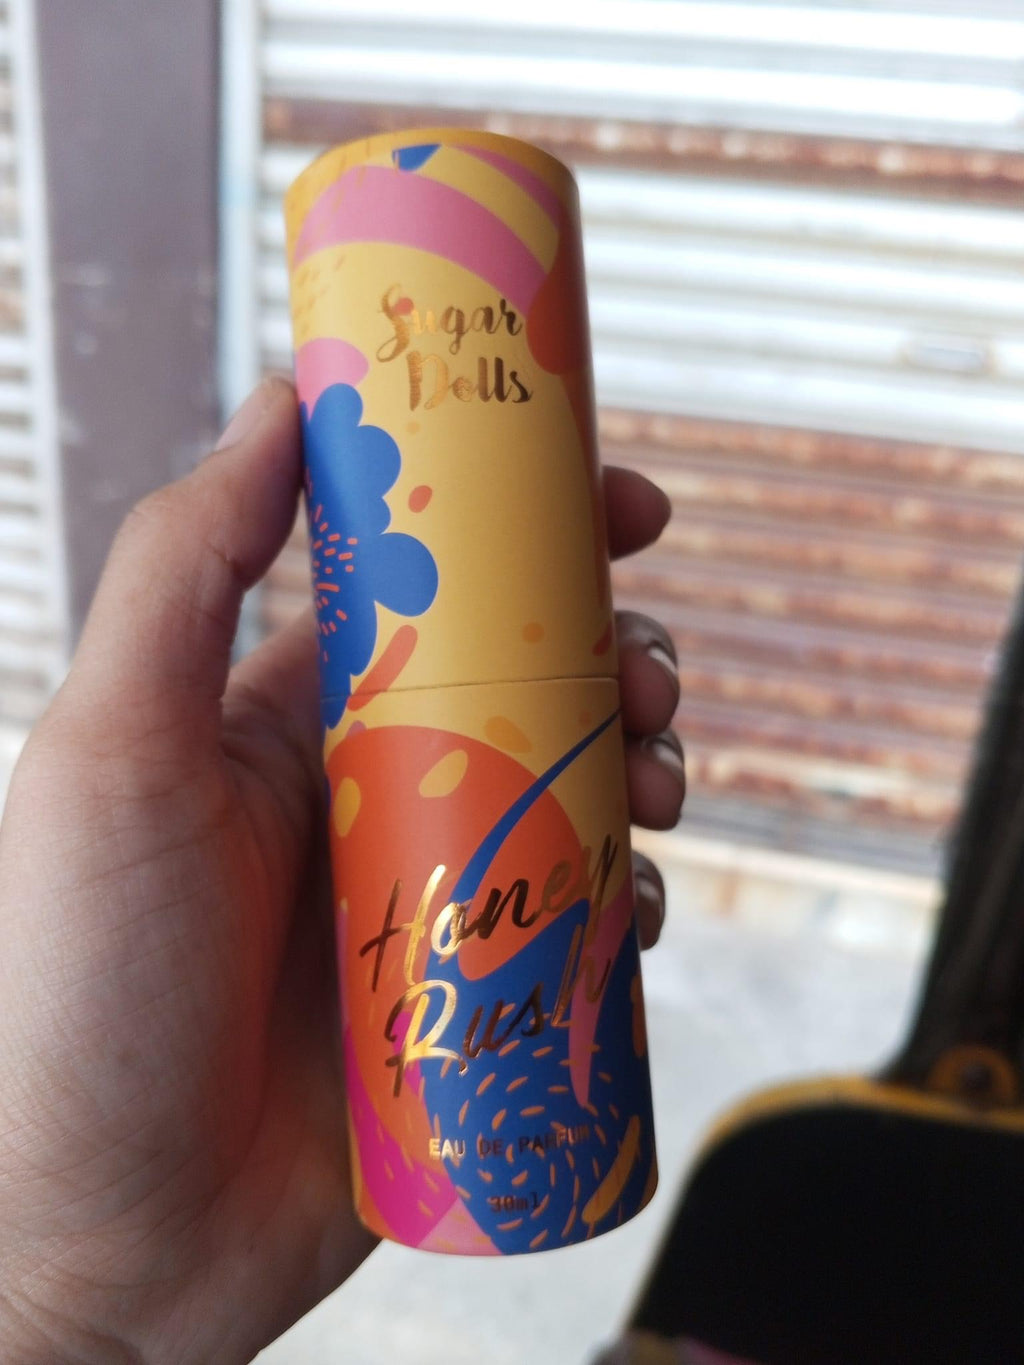 Sugar
Dolls
Honey
Rush
EAU DE PARFUM
30ml